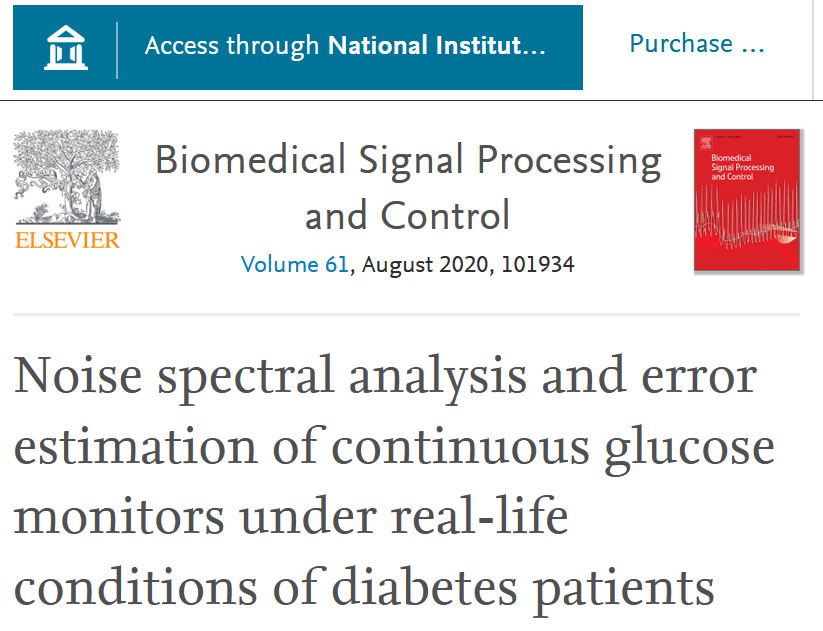 Access through National Institut...
Purchase ...
Biomedical Signal Processing
and Control
ELSEVIER
Volume 61, August 2020, 101934
Biomedical
Signal Processing
and Control
Noise spectral analysis and error
estimation of continuous glucose
monitors under real-life
conditions of diabetes patients